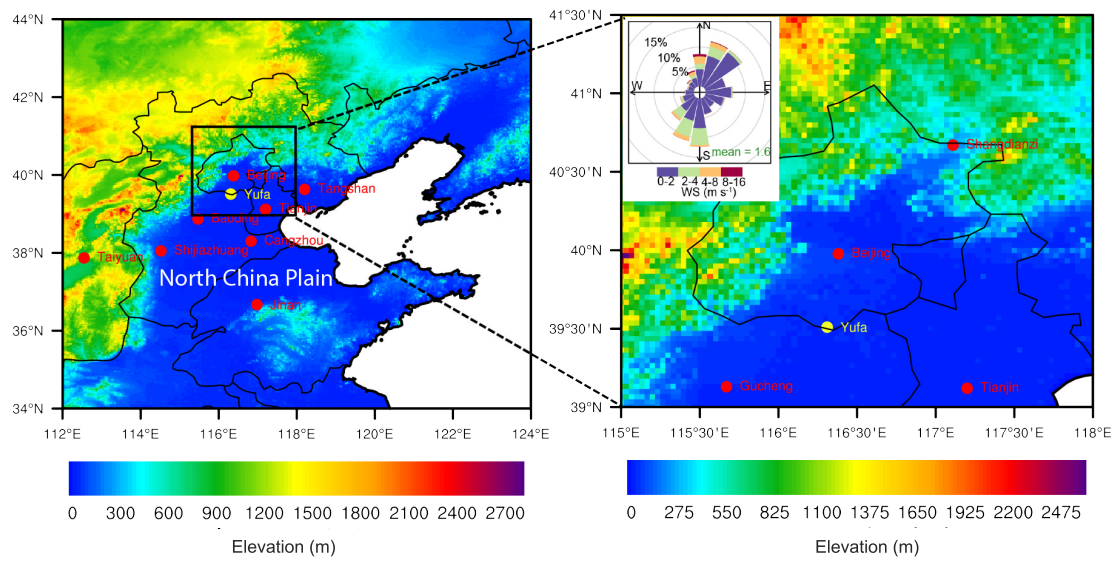 44°N
42°N
40°N
38°N
36°N
34°N
112°E
114°E
116°E
118°E
120°E
122°E
124°E
Beijing
Yufa
Tangshan
Tianjin
Baoding
Cangzhou
Shijiazhuang
Taiyuan
North China Plain
Jinan
0 300 600 900 1200 1500 1800 2100 2400 2700
Elevation (m)
41°30'N
41°N
40°30'N
40°N
39°30'N
39°N
115°E
115°30'E
116°E
116°30'E
117°E
117°30'E
118°E
N
15%
10%
5%
W
E
S
mean = 1.6
0-2 2-4 4-8 8-16
WS (m s⁻¹)
Shangdianzi
Beijing
Yufa
Gucheng
Tianjin
0 275 550 825 1100 1375 1650 1925 2200 2475
Elevation (m)